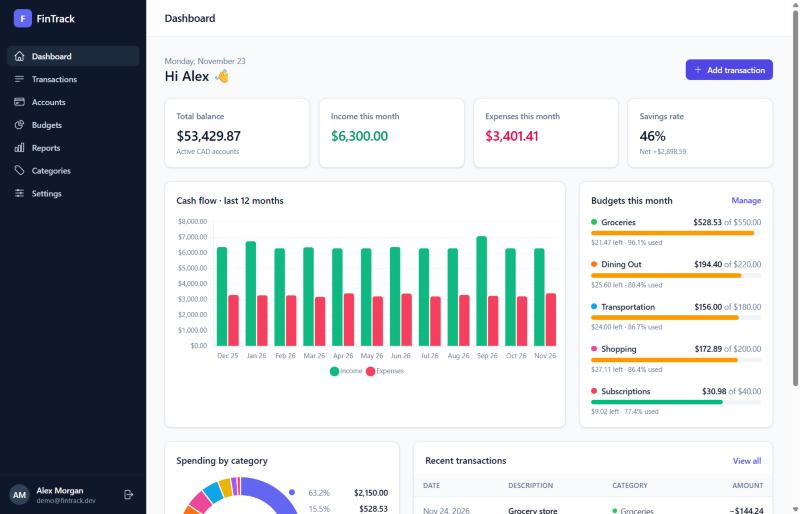 F FinTrack
Dashboard
Transactions
Accounts
Budgets
Reports
Categories
Settings
AM Alex Morgan
demo@fintrack.dev
Dashboard
Monday, November 23
Hi Alex 👋
+ Add transaction
Total balance
$53,429.87
Active CAD accounts
Income this month
$6,300.00
Expenses this month
$3,401.41
Savings rate
46%
Net +$2,898.59
Cash flow · last 12 months
$8,000.00
$7,000.00
$6,000.00
$5,000.00
$4,000.00
$3,000.00
$2,000.00
$1,000.00
$0.00
Dec 25 Jan 26 Feb 26 Mar 26 Apr 26 May 26 Jun 26 Jul 26 Aug 26 Sep 26 Oct 26 Nov 26
Income Expenses
Budgets this month Manage
Groceries $528.53 of $550.00
$21.47 left · 96.1% used
Dining Out $194.40 of $220.00
$25.60 left · 88.4% used
Transportation $156.00 of $180.00
$24.00 left · 86.7% used
Shopping $172.89 of $200.00
$27.11 left · 86.4% used
Subscriptions $30.98 of $40.00
$9.02 left · 77.4% used
Spending by category
63.2% $2,150.00
15.5% $528.53
Recent transactions View all
DATE DESCRIPTION CATEGORY AMOUNT
Nov 24, 2026 Grocery store Groceries −$144.24